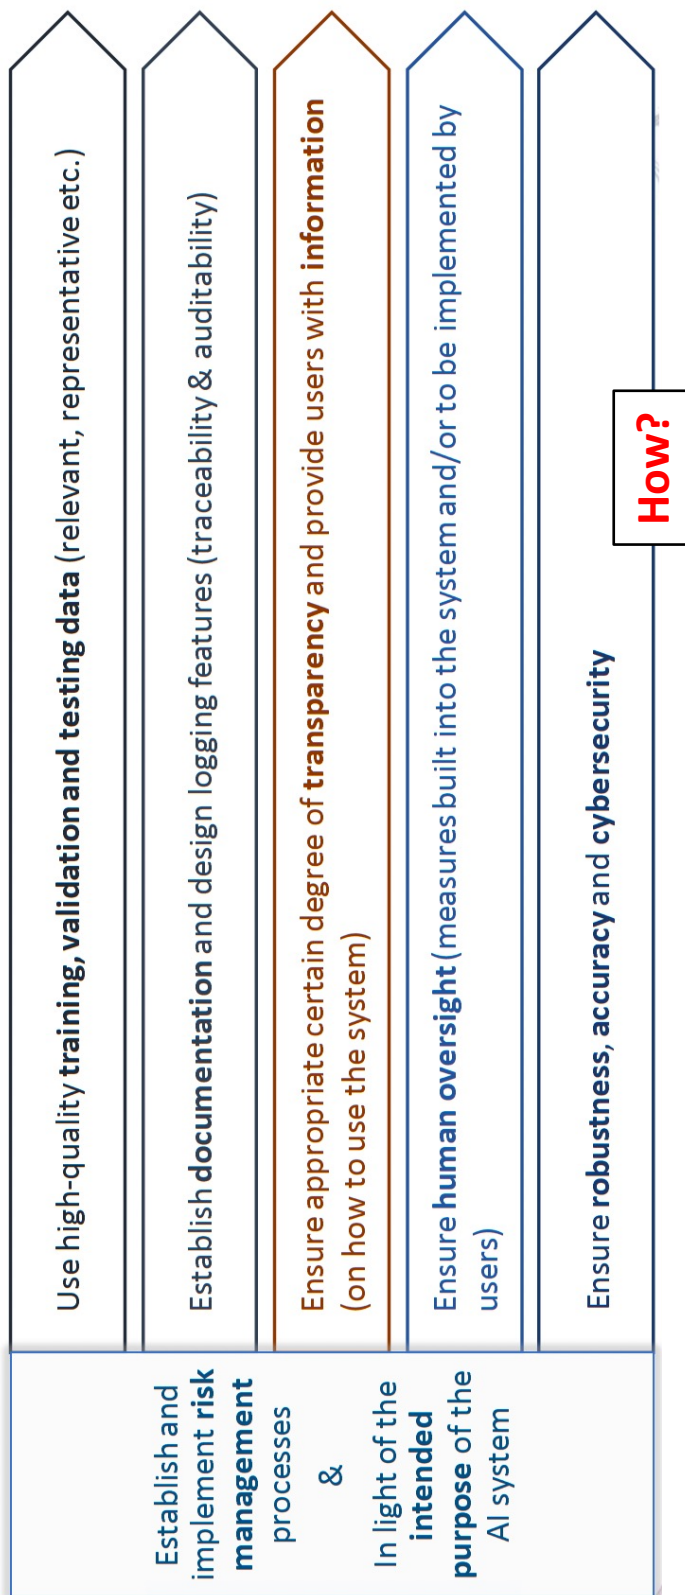 Establish and
implement risk
management
processes
&
In light of the
intended
purpose of the
AI system
Use high-quality training, validation and testing data (relevant, representative etc.)
Establish documentation and design logging features (traceability & auditability)
Ensure appropriate certain degree of transparency and provide users with information
(on how to use the system)
Ensure human oversight (measures built into the system and/or to be implemented by
users)
Ensure robustness, accuracy and cybersecurity
How?